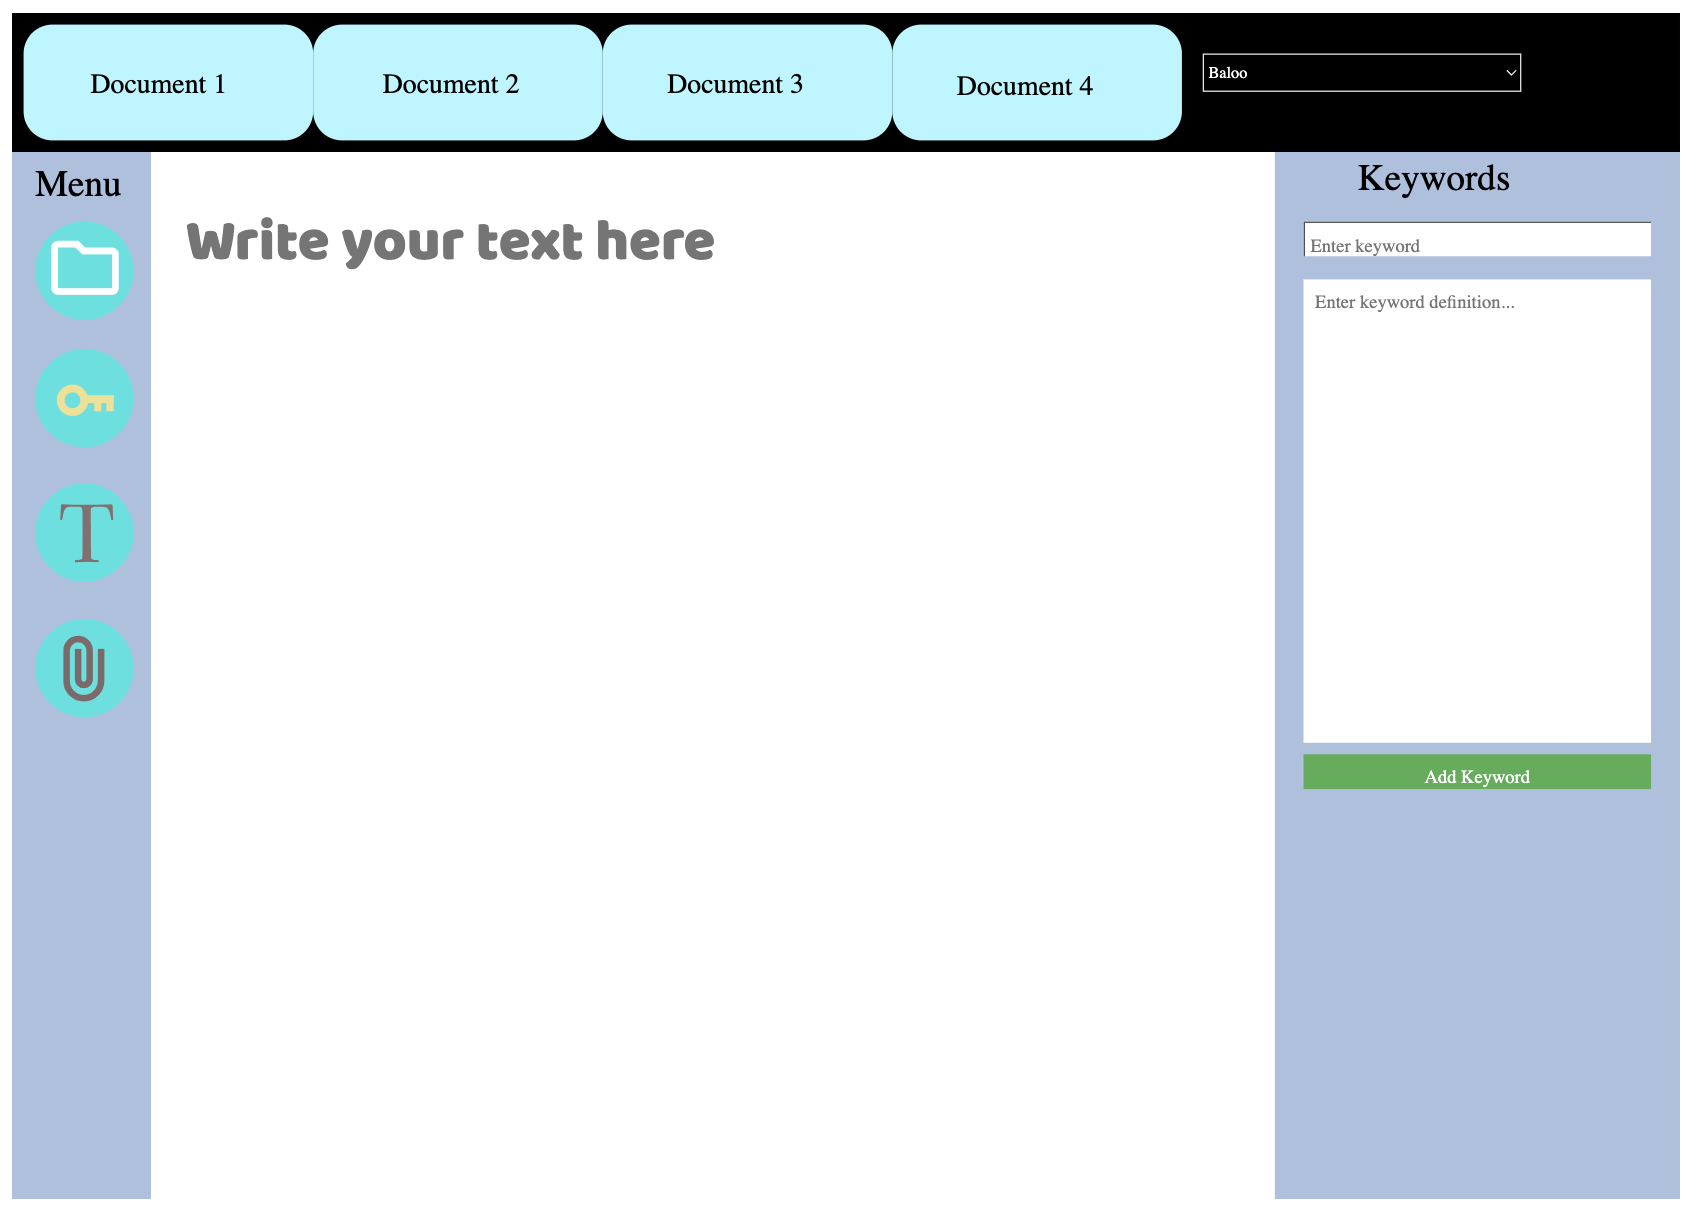 Document 1
Document 2
Document 3
Document 4
Baloo
Menu
T
Write your text here
Keywords
Enter keyword
Enter keyword definition...
Add Keyword